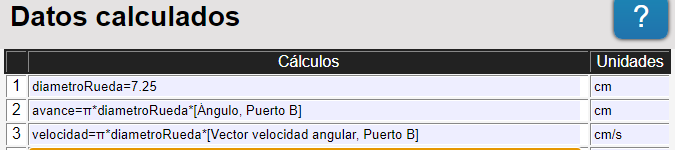 Datos calculados
?
Cálculos Unidades
1 diametroRueda=7.25 cm
2 avance=π*diametroRueda*[Ángulo, Puerto B] cm
3 velocidad=π*diametroRueda*[Vector velocidad angular, Puerto B] cm/s